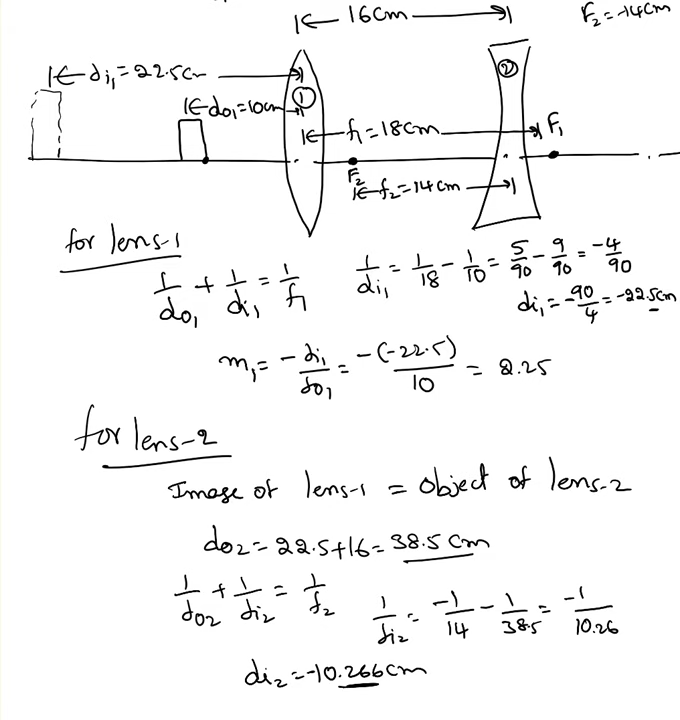 16cm F₂=-14cm
di₁=22.5cm ① ②
do₁=10cm
f₁=18cm F₁
F₂
f₂=14cm
for lens-1
1/do₁ + 1/di₁ = 1/f₁ 1/di₁ = 1/18 - 1/10 = 5/90 - 9/90 = -4/90
di₁ = -90/4 = -22.5cm
m₁ = -di₁/do₁ = -(-22.5)/10 = 2.25
for lens-2
Image of lens-1 = Object of lens-2
do₂ = 22.5+16 = 38.5 cm
1/do₂ + 1/di₂ = 1/f₂ 1/di₂ = -1/14 - 1/38.5 = -1/10.26
di₂ = -10.266cm